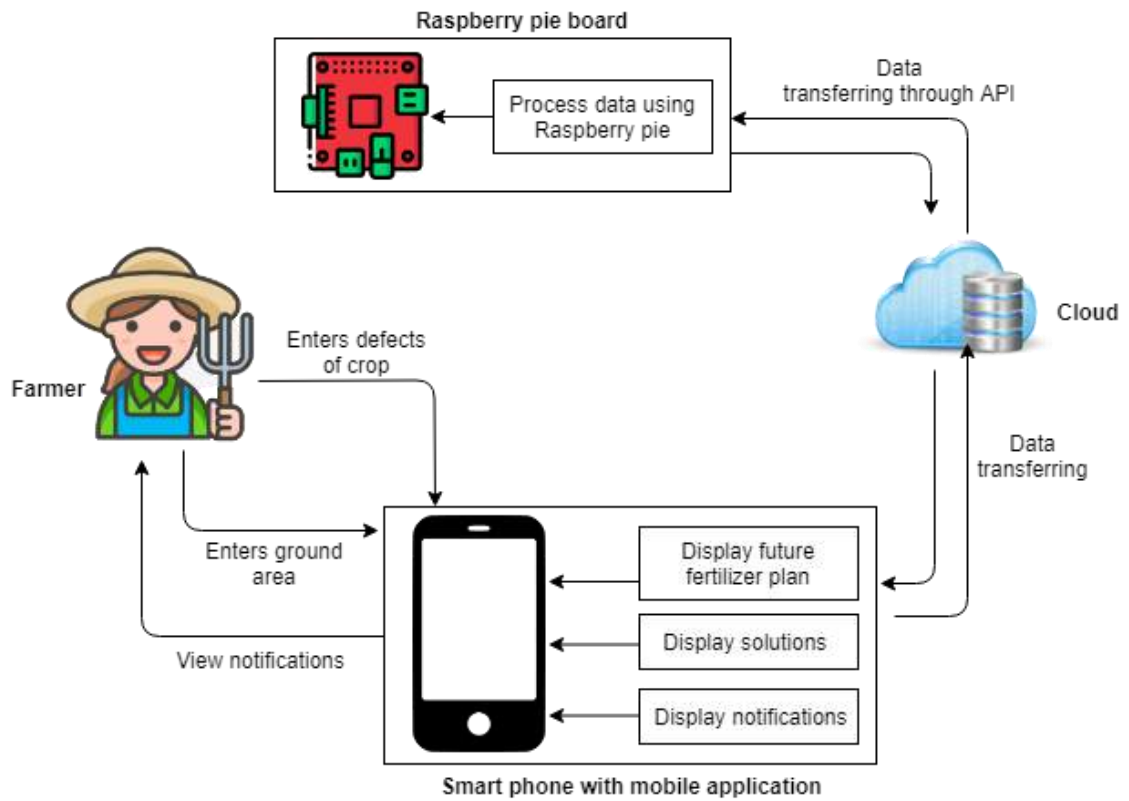 Raspberry pie board
Process data using
Raspberry pie
Data
transferring through API
Cloud
Farmer
Enters defects
of crop
Data
transferring
Enters ground
area
View notifications
Display future
fertilizer plan
Display solutions
Display notifications
Smart phone with mobile application